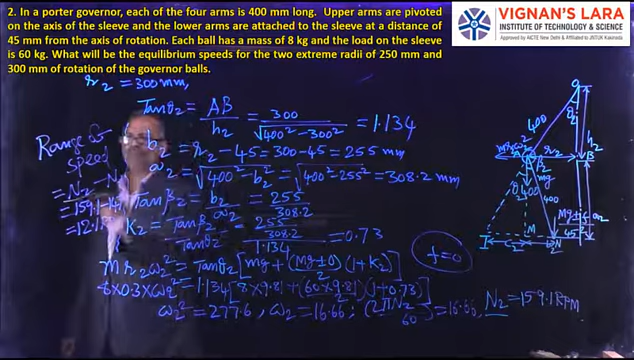 2. In a porter governor, each of the four arms is 400 mm long. Upper arms are pivoted
on the axis of the sleeve and the lower arms are attached to the sleeve at a distance of
45 mm from the axis of rotation. Each ball has a mass of 8 kg and the load on the sleeve
is 60 kg. What will be the equilibrium speeds for the two extreme radii of 250 mm and
300 mm of rotation of the governor balls.
VIGNAN'S LARA
INSTITUTE OF TECHNOLOGY & SCIENCE
r2 = 300 mm,
Tanθ2 = AB/h2 = 300/√(400²-300²) = 1.134
b2 = r2 - 45 = 300 - 45 = 255 mm
a2 = √(400² - b2²) = √(400² - 255²) = 308.2 mm
Tanβ2 = b2/a2 = 255/308.2
K2 = Tanβ2/Tanθ2 = (255/308.2)/1.134 = 0.73
m r2 ω2² = Tanθ2 [mg + (Mg±0)/2 (1+K2)]
8×0.3×ω2² = 1.134 [8×9.81 + (60×9.81)/2 (1+0.73)]
ω2² = 277.6, ω2 = 16.66; (2πN2/60) = 16.66, N2 = 159.1 RPM
f=0
Range of
Speed
= N2 - N
= 159.1 -
= 12.
400
h2
B
mg
400
a2
I
M
N
C2
45